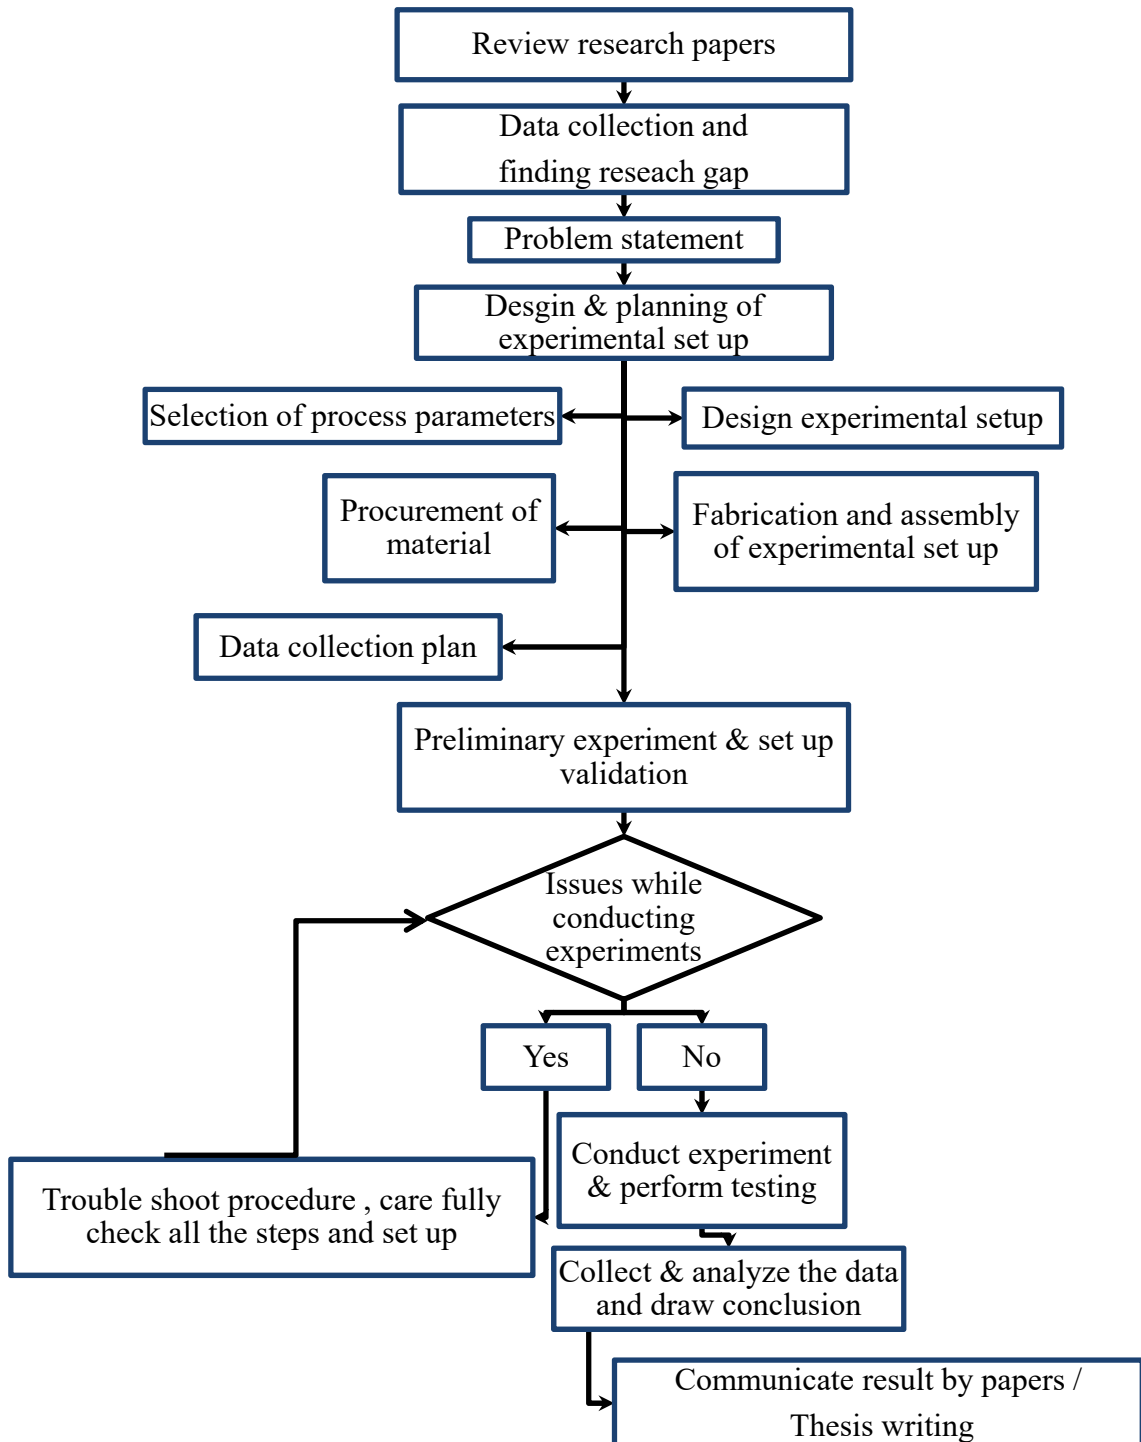 Review research papers
Data collection and
finding reseach gap
Problem statement
Desgin & planning of
experimental set up
Selection of process parameters
Design experimental setup
Procurement of
material
Fabrication and assembly
of experimental set up
Data collection plan
Preliminary experiment & set up
validation
Issues while
conducting
experiments
Yes
No
Conduct experiment
& perform testing
Trouble shoot procedure , care fully
check all the steps and set up
Collect & analyze the data
and draw conclusion
Communicate result by papers /
Thesis writing